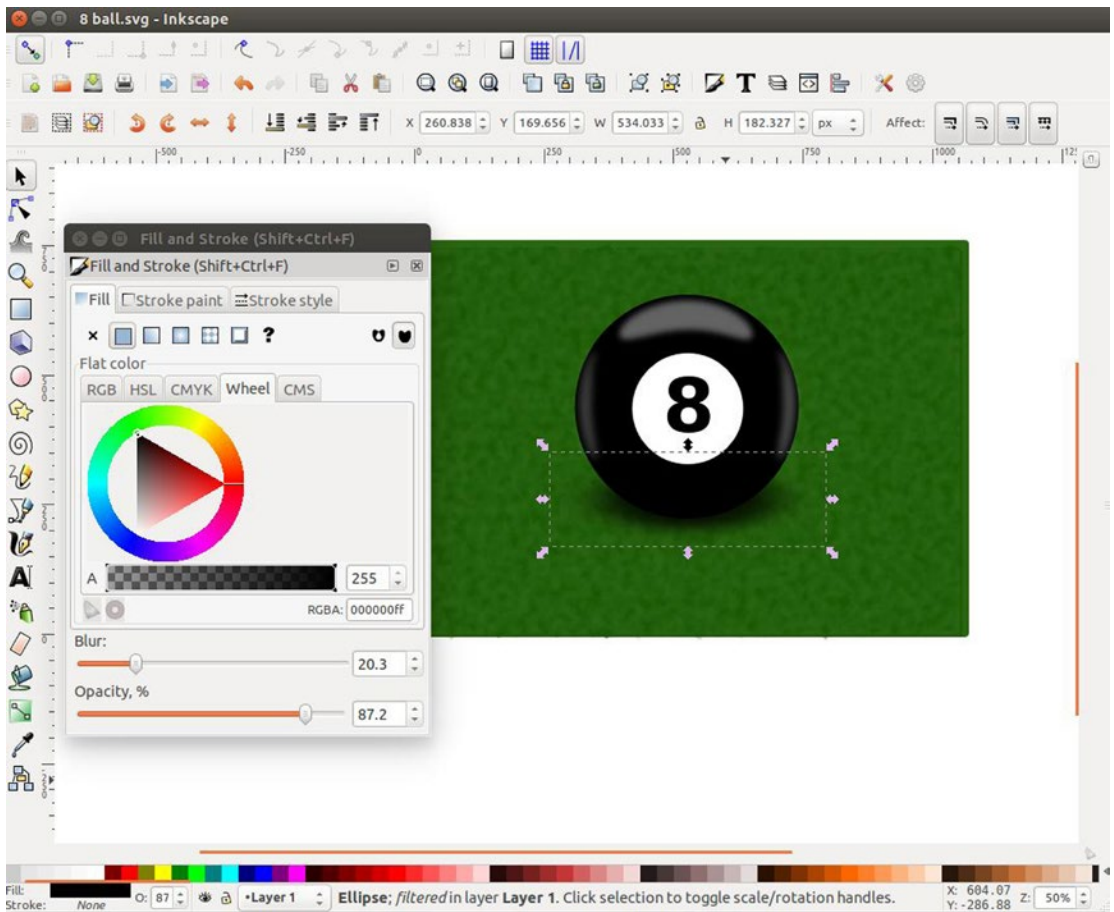 8 ball.svg - Inkscape
X 260.838 Y 169.656 W 534.033 H 182.327 px Affect:
-500 -250 0 250 500 750 1000
Fill and Stroke (Shift+Ctrl+F)
Fill and Stroke (Shift+Ctrl+F)
Fill Stroke paint Stroke style
?
Flat color
RGB HSL CMYK Wheel CMS
8
A 255
RGBA: 000000ff
Blur:
20.3
Opacity, %
87.2
Fill: O: 87 •Layer 1 Ellipse; filtered in layer Layer 1. Click selection to toggle scale/rotation handles. X: 604.07 Z: 50%
Stroke: None Y: -286.88